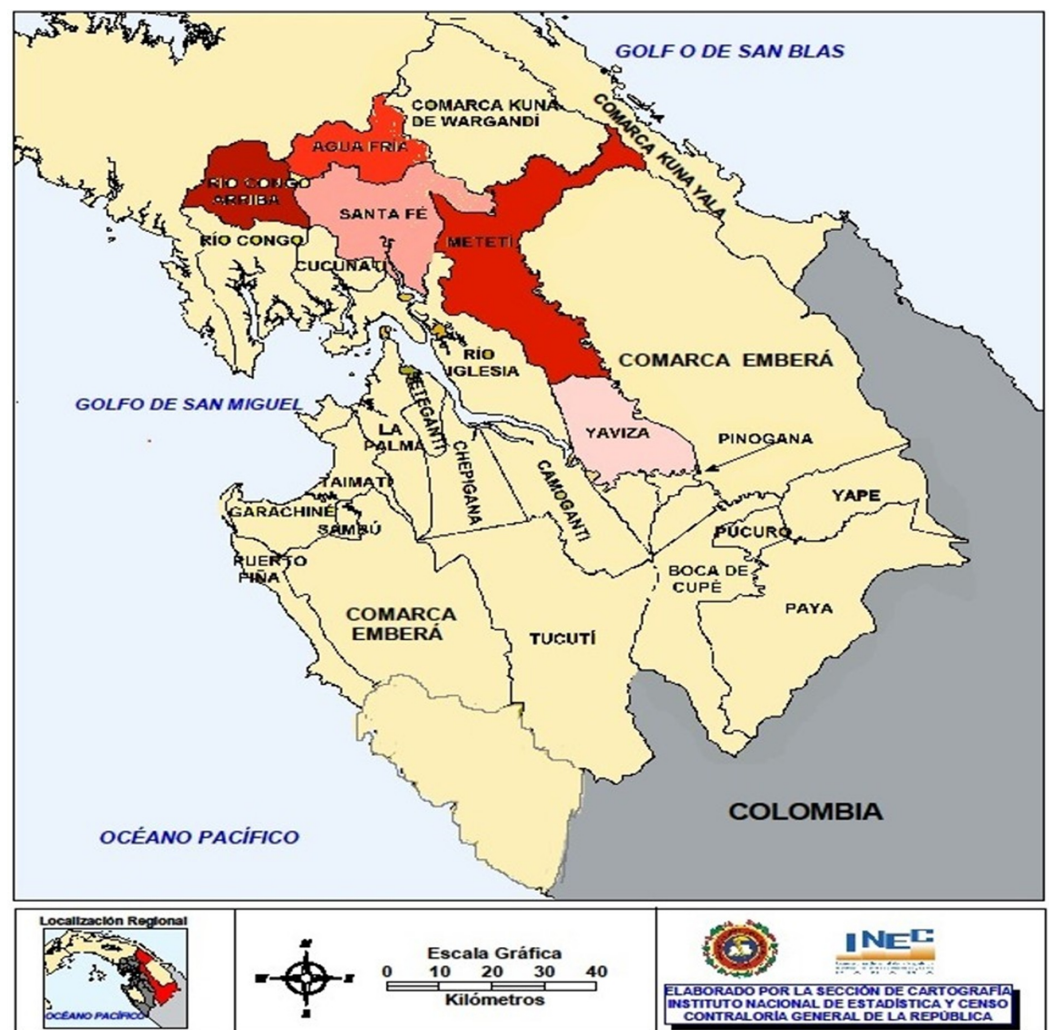 GOLF O DE SAN BLAS
COMARCA KUNA
DE WARGANDÍ
COMARCA KUNA YALA
AGUA FRÍA
RÍO CONGO
ARRIBA
SANTA FÉ
METETÍ
RÍO CONGO
CUCUNATÍ
RÍO
IGLESIA
COMARCA EMBERÁ
GOLFO DE SAN MIGUEL
SETEGANTÍ
LA
PALMA
CHEPIGANA
CAMOGANTI
YAVIZA
PINOGANA
TAIMATÍ
GARACHINÉ
SAMBÚ
YAPE
PÚCURO
PUERTO
PIÑA
BOCA DE
CUPÉ
PAYA
COMARCA
EMBERÁ
TUCUTÍ
COLOMBIA
OCÉANO PACÍFICO
Localización Regional
OCÉANO PACÍFICO
Escala Gráfica
0 10 20 30 40
Kilómetros
INEC
ELABORADO POR LA SECCIÓN DE CARTOGRAFÍA
INSTITUTO NACIONAL DE ESTADÍSTICA Y CENSO
CONTRALORÍA GENERAL DE LA REPÚBLICA